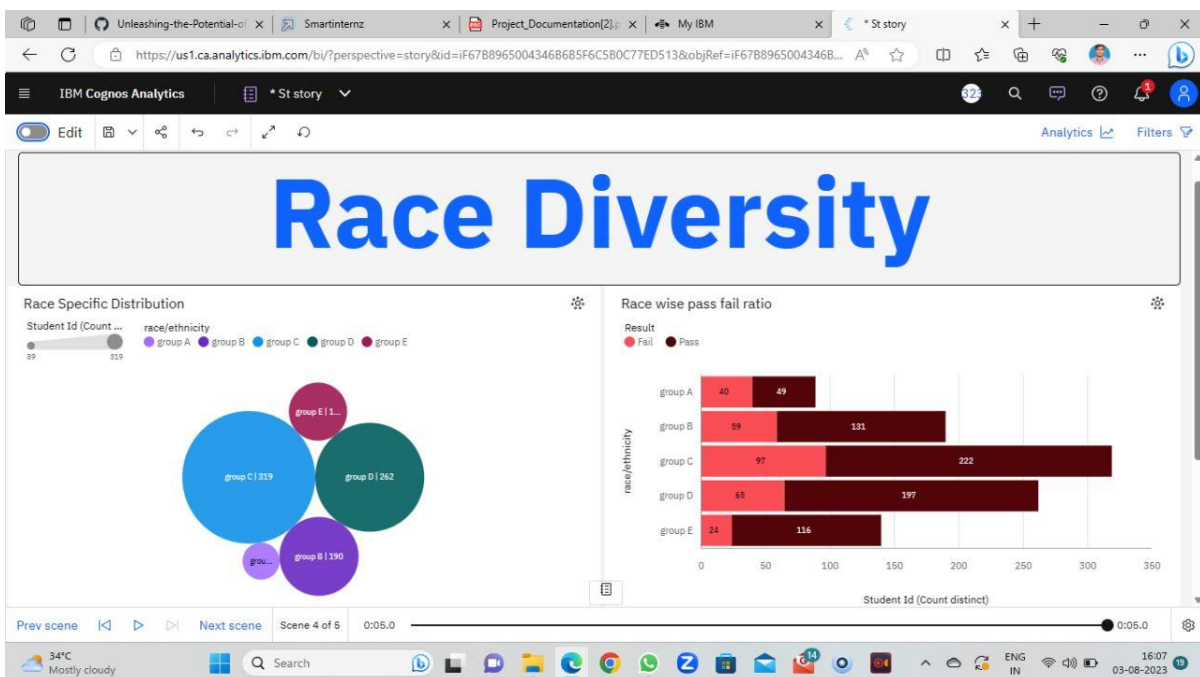 Unleashing-the-Potential-of
Smartinternz
Project_Documentation[2].p
My IBM
* St story
https://us1.ca.analytics.ibm.com/bi/?perspective=story&id=iF67B8965004346B6B5F6C5B0C77ED513&objRef=iF67B8965004346B...
IBM Cognos Analytics
* St story
323
1
Edit
Analytics
Filters
Race Diversity
Race Specific Distribution
Student Id (Count ...
89
319
race/ethnicity
group A
group B
group C
group D
group E
group E | 1...
group C | 319
group D | 262
group B | 190
grou...
Race wise pass fail ratio
Result
Fail
Pass
race/ethnicity
group A 40 49
group B 59 131
group C 97 222
group D 65 197
group E 24 116
0 50 100 150 200 250 300 350
Student Id (Count distinct)
Prev scene
Next scene
Scene 4 of 5
0:05.0
0:05.0
34°C
Mostly cloudy
Search
14
ENG
IN
16:07
03-08-2023
19